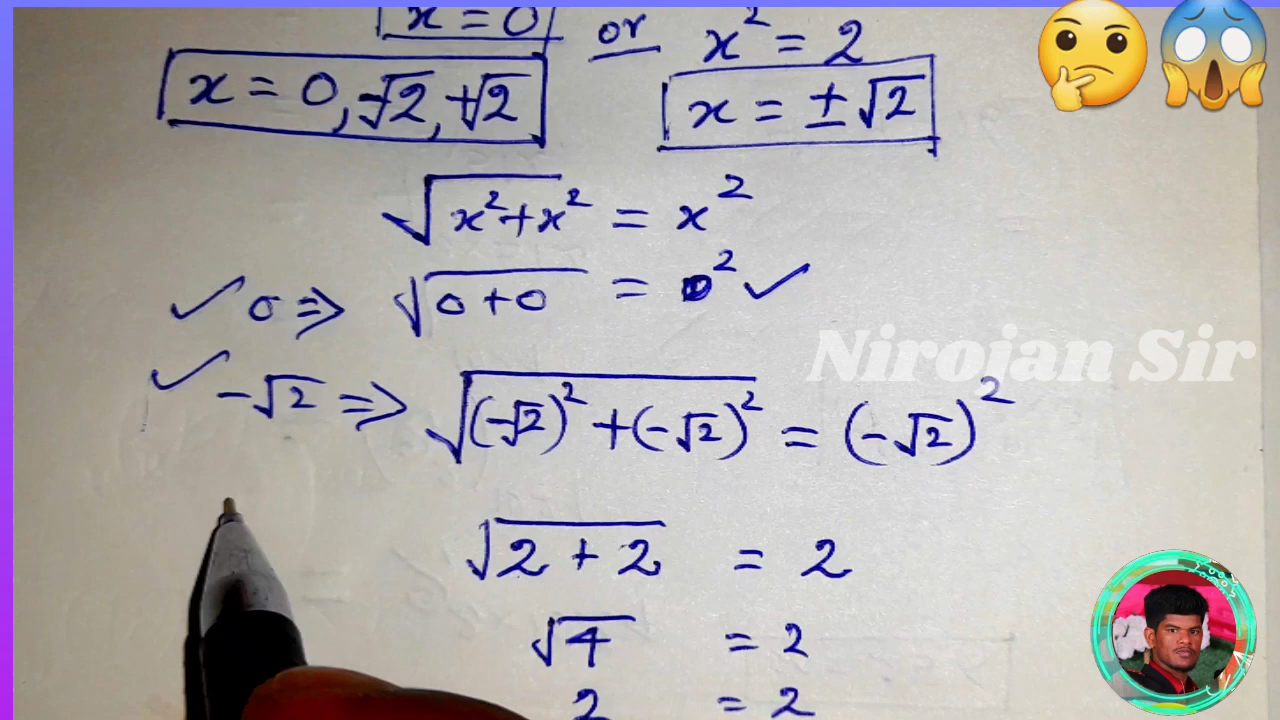 x = 0 or x² = 2
x = 0, -√2, +√2
x = ±√2
√(x²+x²) = x²
✓ 0 ⇒ √(0+0) = 0² ✓
✓ -√2 ⇒ √((-√2)²+(-√2)²) = (-√2)²
√(2+2) = 2
√4 = 2
2 = 2
Nirojan Sir